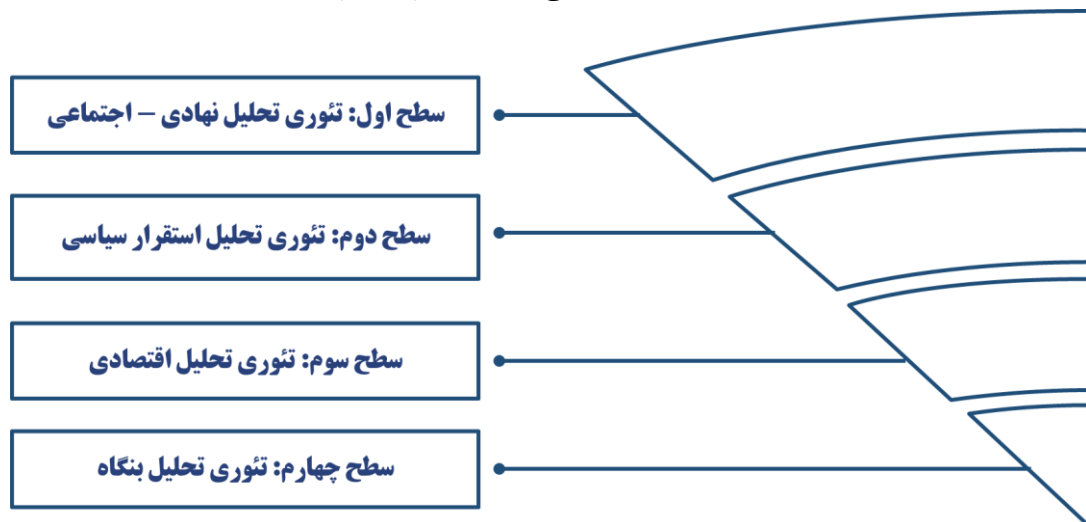 سطح اول: تئوری تحلیل نهادی – اجتماعی
سطح دوم: تئوری تحلیل استقرار سیاسی
سطح سوم: تئوری تحلیل اقتصادی
سطح چهارم: تئوری تحلیل بنگاه